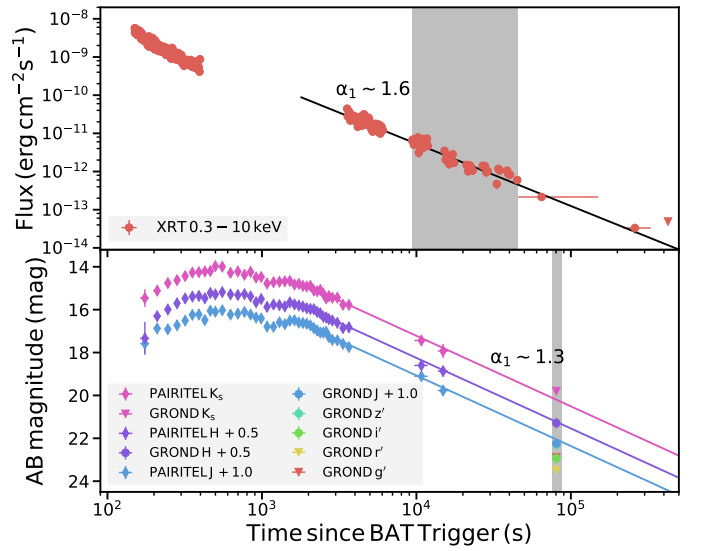 10⁻⁸
10⁻⁹
10⁻¹⁰
10⁻¹¹
10⁻¹²
10⁻¹³
10⁻¹⁴
Flux (erg cm⁻²s⁻¹)
α₁ ~ 1.6
XRT 0.3 − 10 keV
14
16
18
20
22
24
AB magnitude (mag)
α₁ ~ 1.3
PAIRITEL Kₛ
GROND Kₛ
PAIRITEL H + 0.5
GROND H + 0.5
PAIRITEL J + 1.0
GROND J + 1.0
GROND z′
GROND i′
GROND r′
GROND g′
10² 10³ 10⁴ 10⁵
Time since BAT Trigger (s)